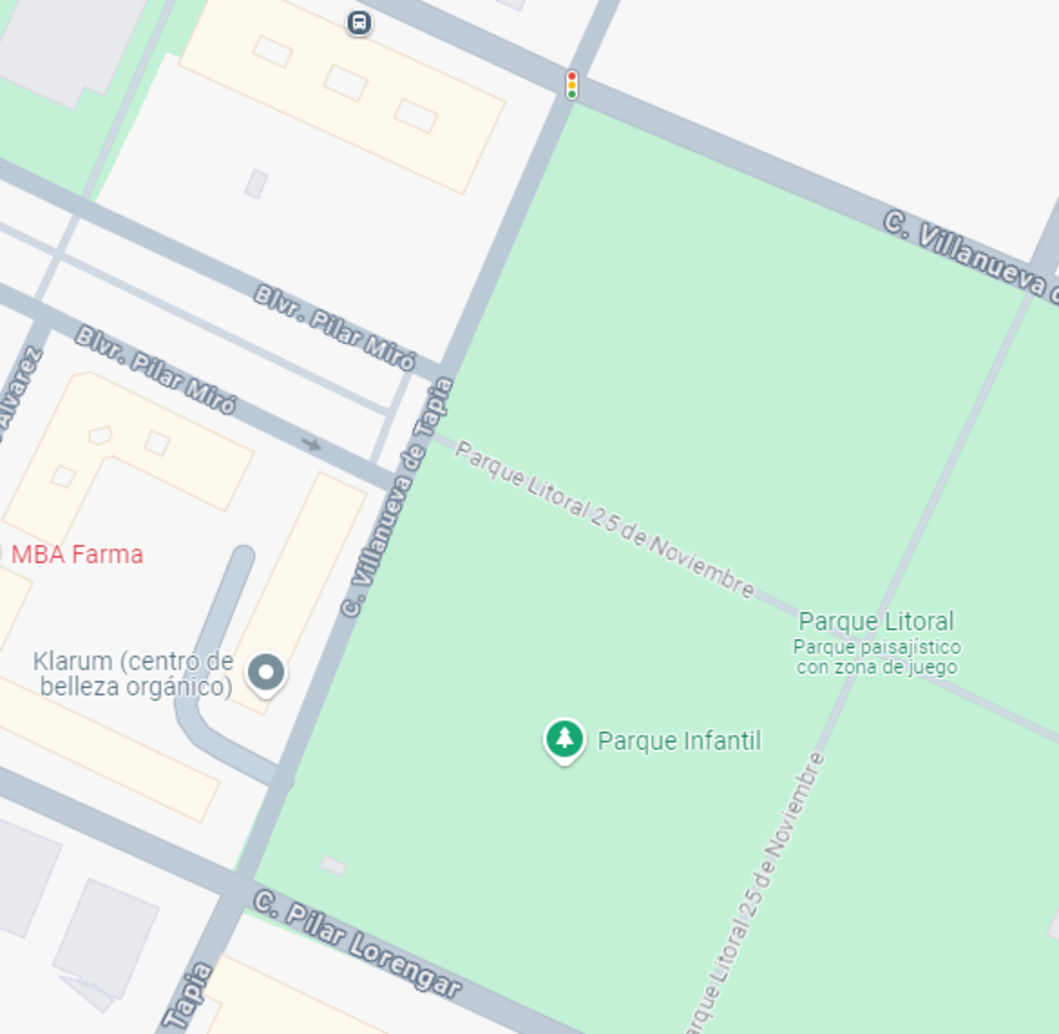 C. Villanueva d
Blvr. Pilar Miró
Blvr. Pilar Miró
Alvarez
C. Villanueva de Tapia
Parque Litoral 25 de Noviembre
MBA Farma
Parque Litoral
Parque paisajístico
con zona de juego
Klarum (centro de
belleza orgánico)
Parque Infantil
Parque Litoral 25 de Noviembre
C. Pilar Lorengar
Tapia